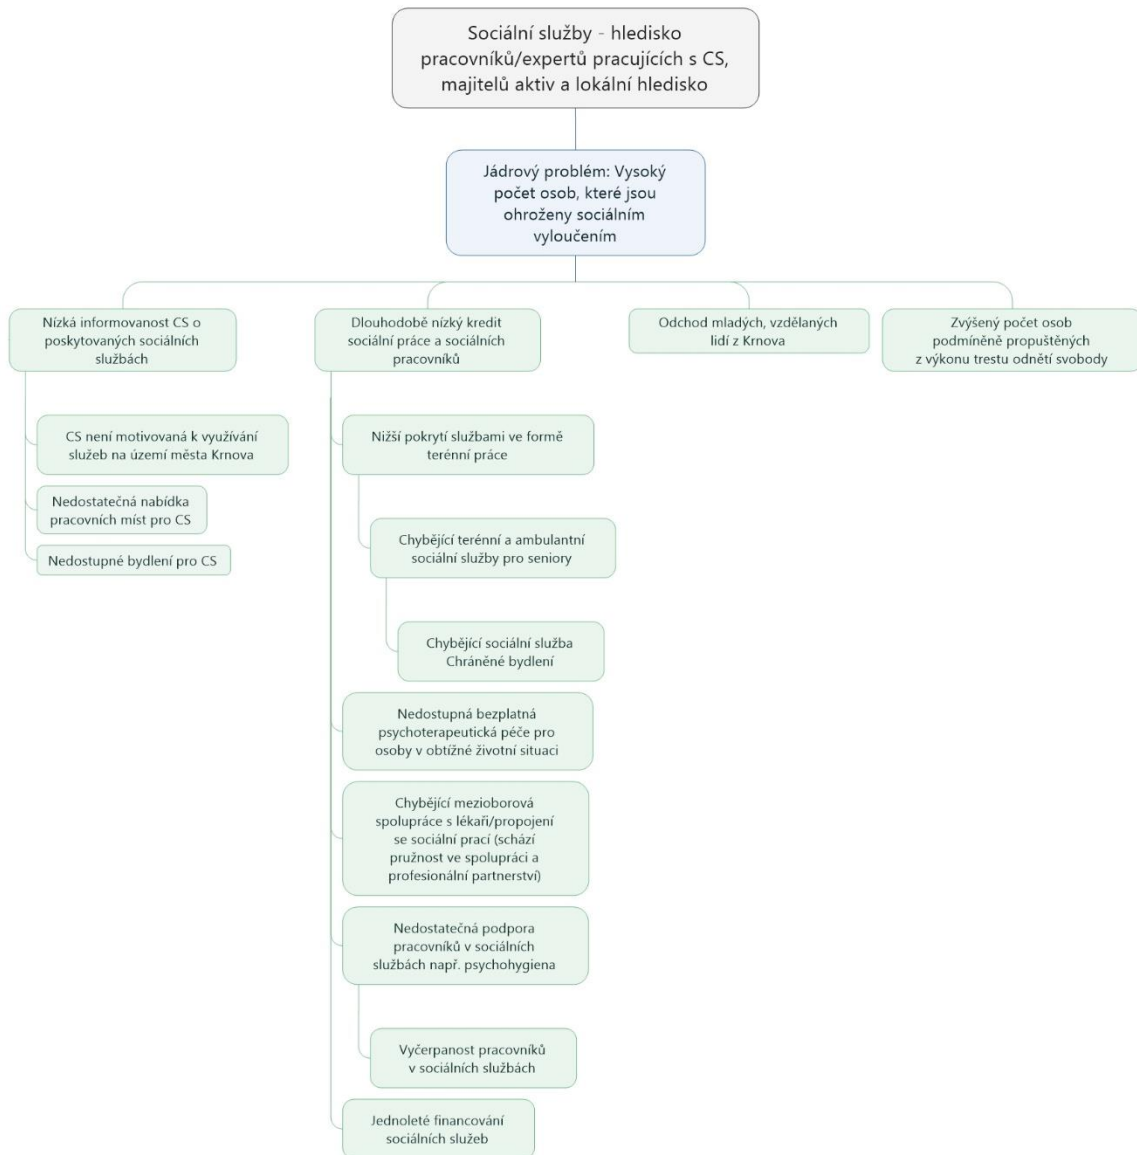 Sociální služby - hledisko
pracovníků/expertů pracujících s CS,
majitelů aktiv a lokální hledisko
Jádrový problém: Vysoký
počet osob, které jsou
ohroženy sociálním
vyloučením
Nízká informovanost CS o
poskytovaných sociálních
službách
CS není motivovaná k využívání
služeb na území města Krnova
Nedostatečná nabídka
pracovních míst pro CS
Nedostupné bydlení pro CS
Dlouhodobě nízký kredit
sociální práce a sociálních
pracovníků
Nižší pokrytí službami ve formě
terénní práce
Chybějící terénní a ambulantní
sociální služby pro seniory
Chybějící sociální služba
Chráněné bydlení
Nedostupná bezplatná
psychoterapeutická péče pro
osoby v obtížné životní situaci
Chybějící mezioborová
spolupráce s lékaři/propojení
se sociální prací (schází
pružnost ve spolupráci a
profesionální partnerství)
Nedostatečná podpora
pracovníků v sociálních
službách např. psychohygiena
Vyčerpanost pracovníků
v sociálních službách
Jednoleté financování
sociálních služeb
Odchod mladých, vzdělaných
lidí z Krnova
Zvýšený počet osob
podmíněně propuštěných
z výkonu trestu odnětí svobody